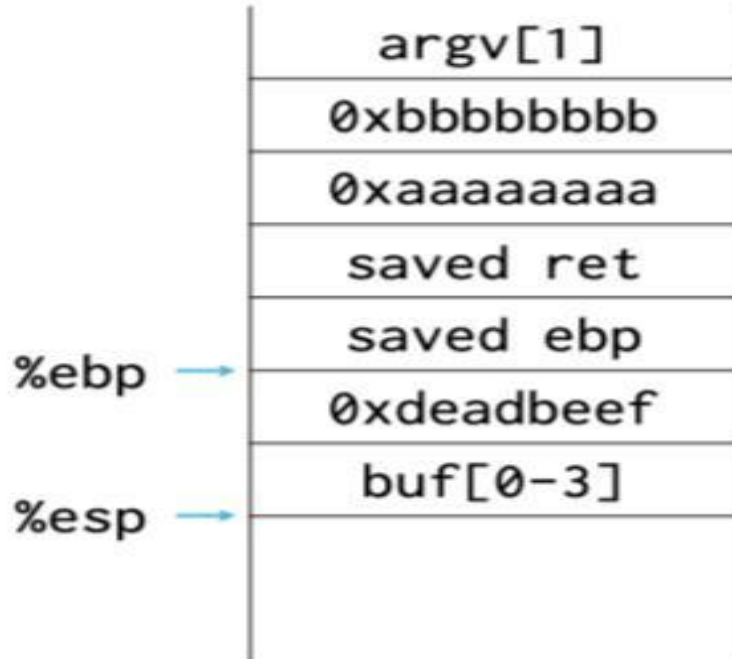 argv[1]
0xbbbbbbbb
0xaaaaaaaa
saved ret
saved ebp
%ebp
0xdeadbeef
buf[0-3]
%esp